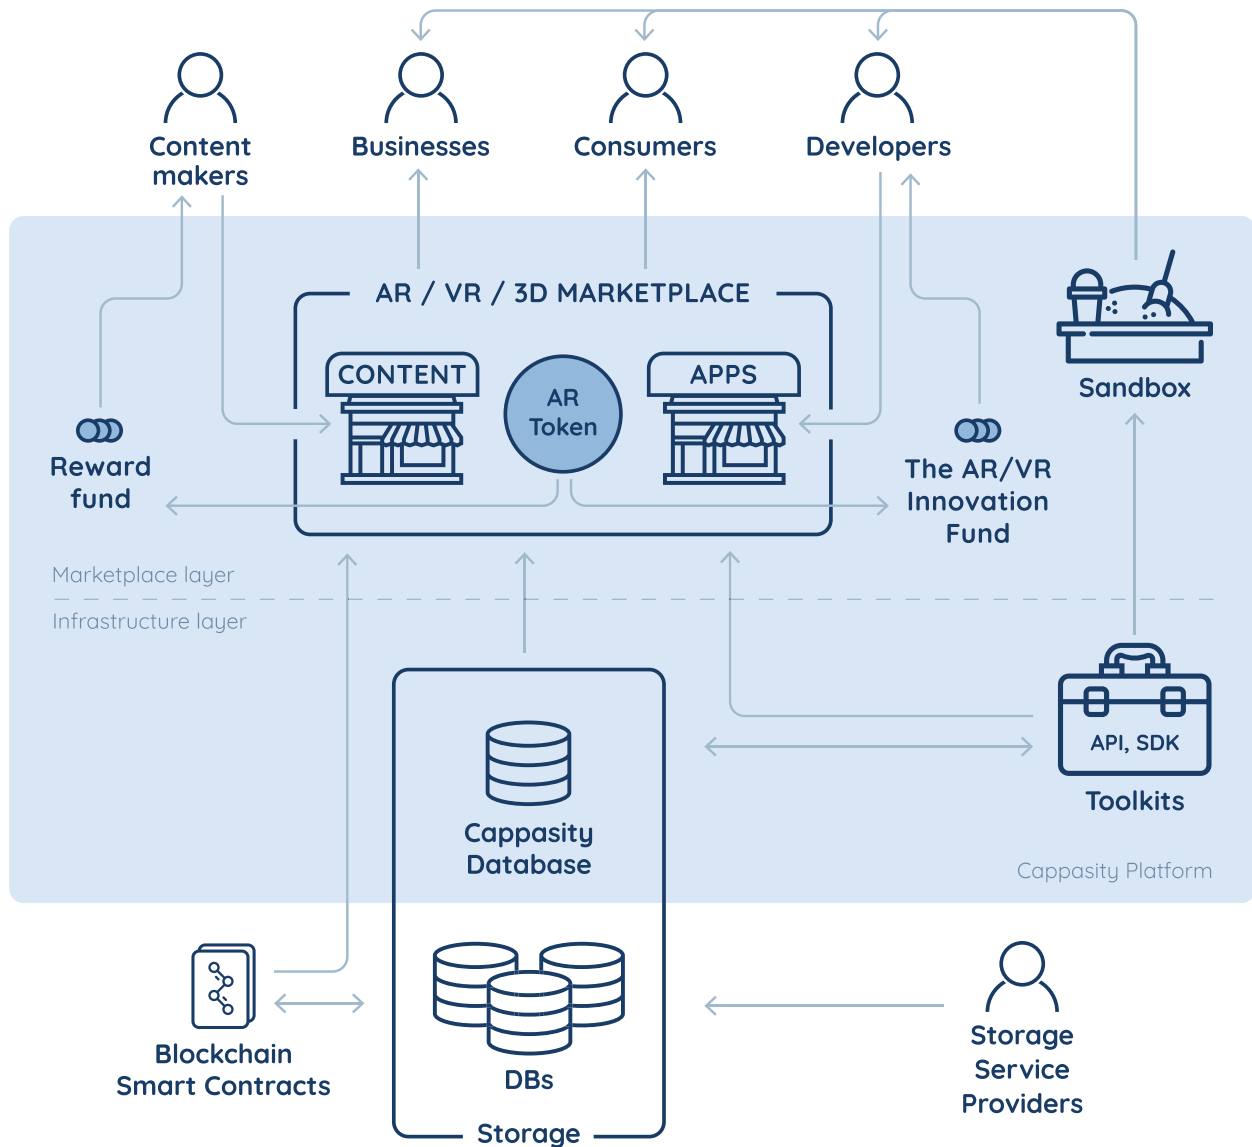 Content
makers
Businesses
Consumers
Developers
AR / VR / 3D MARKETPLACE
CONTENT
AR
Token
APPS
Sandbox
Reward
fund
The AR/VR
Innovation
Fund
Marketplace layer
Infrastructure layer
API, SDK
Toolkits
Cappasity
Database
Cappasity Platform
Blockchain
Smart Contracts
DBs
Storage
Storage
Service
Providers